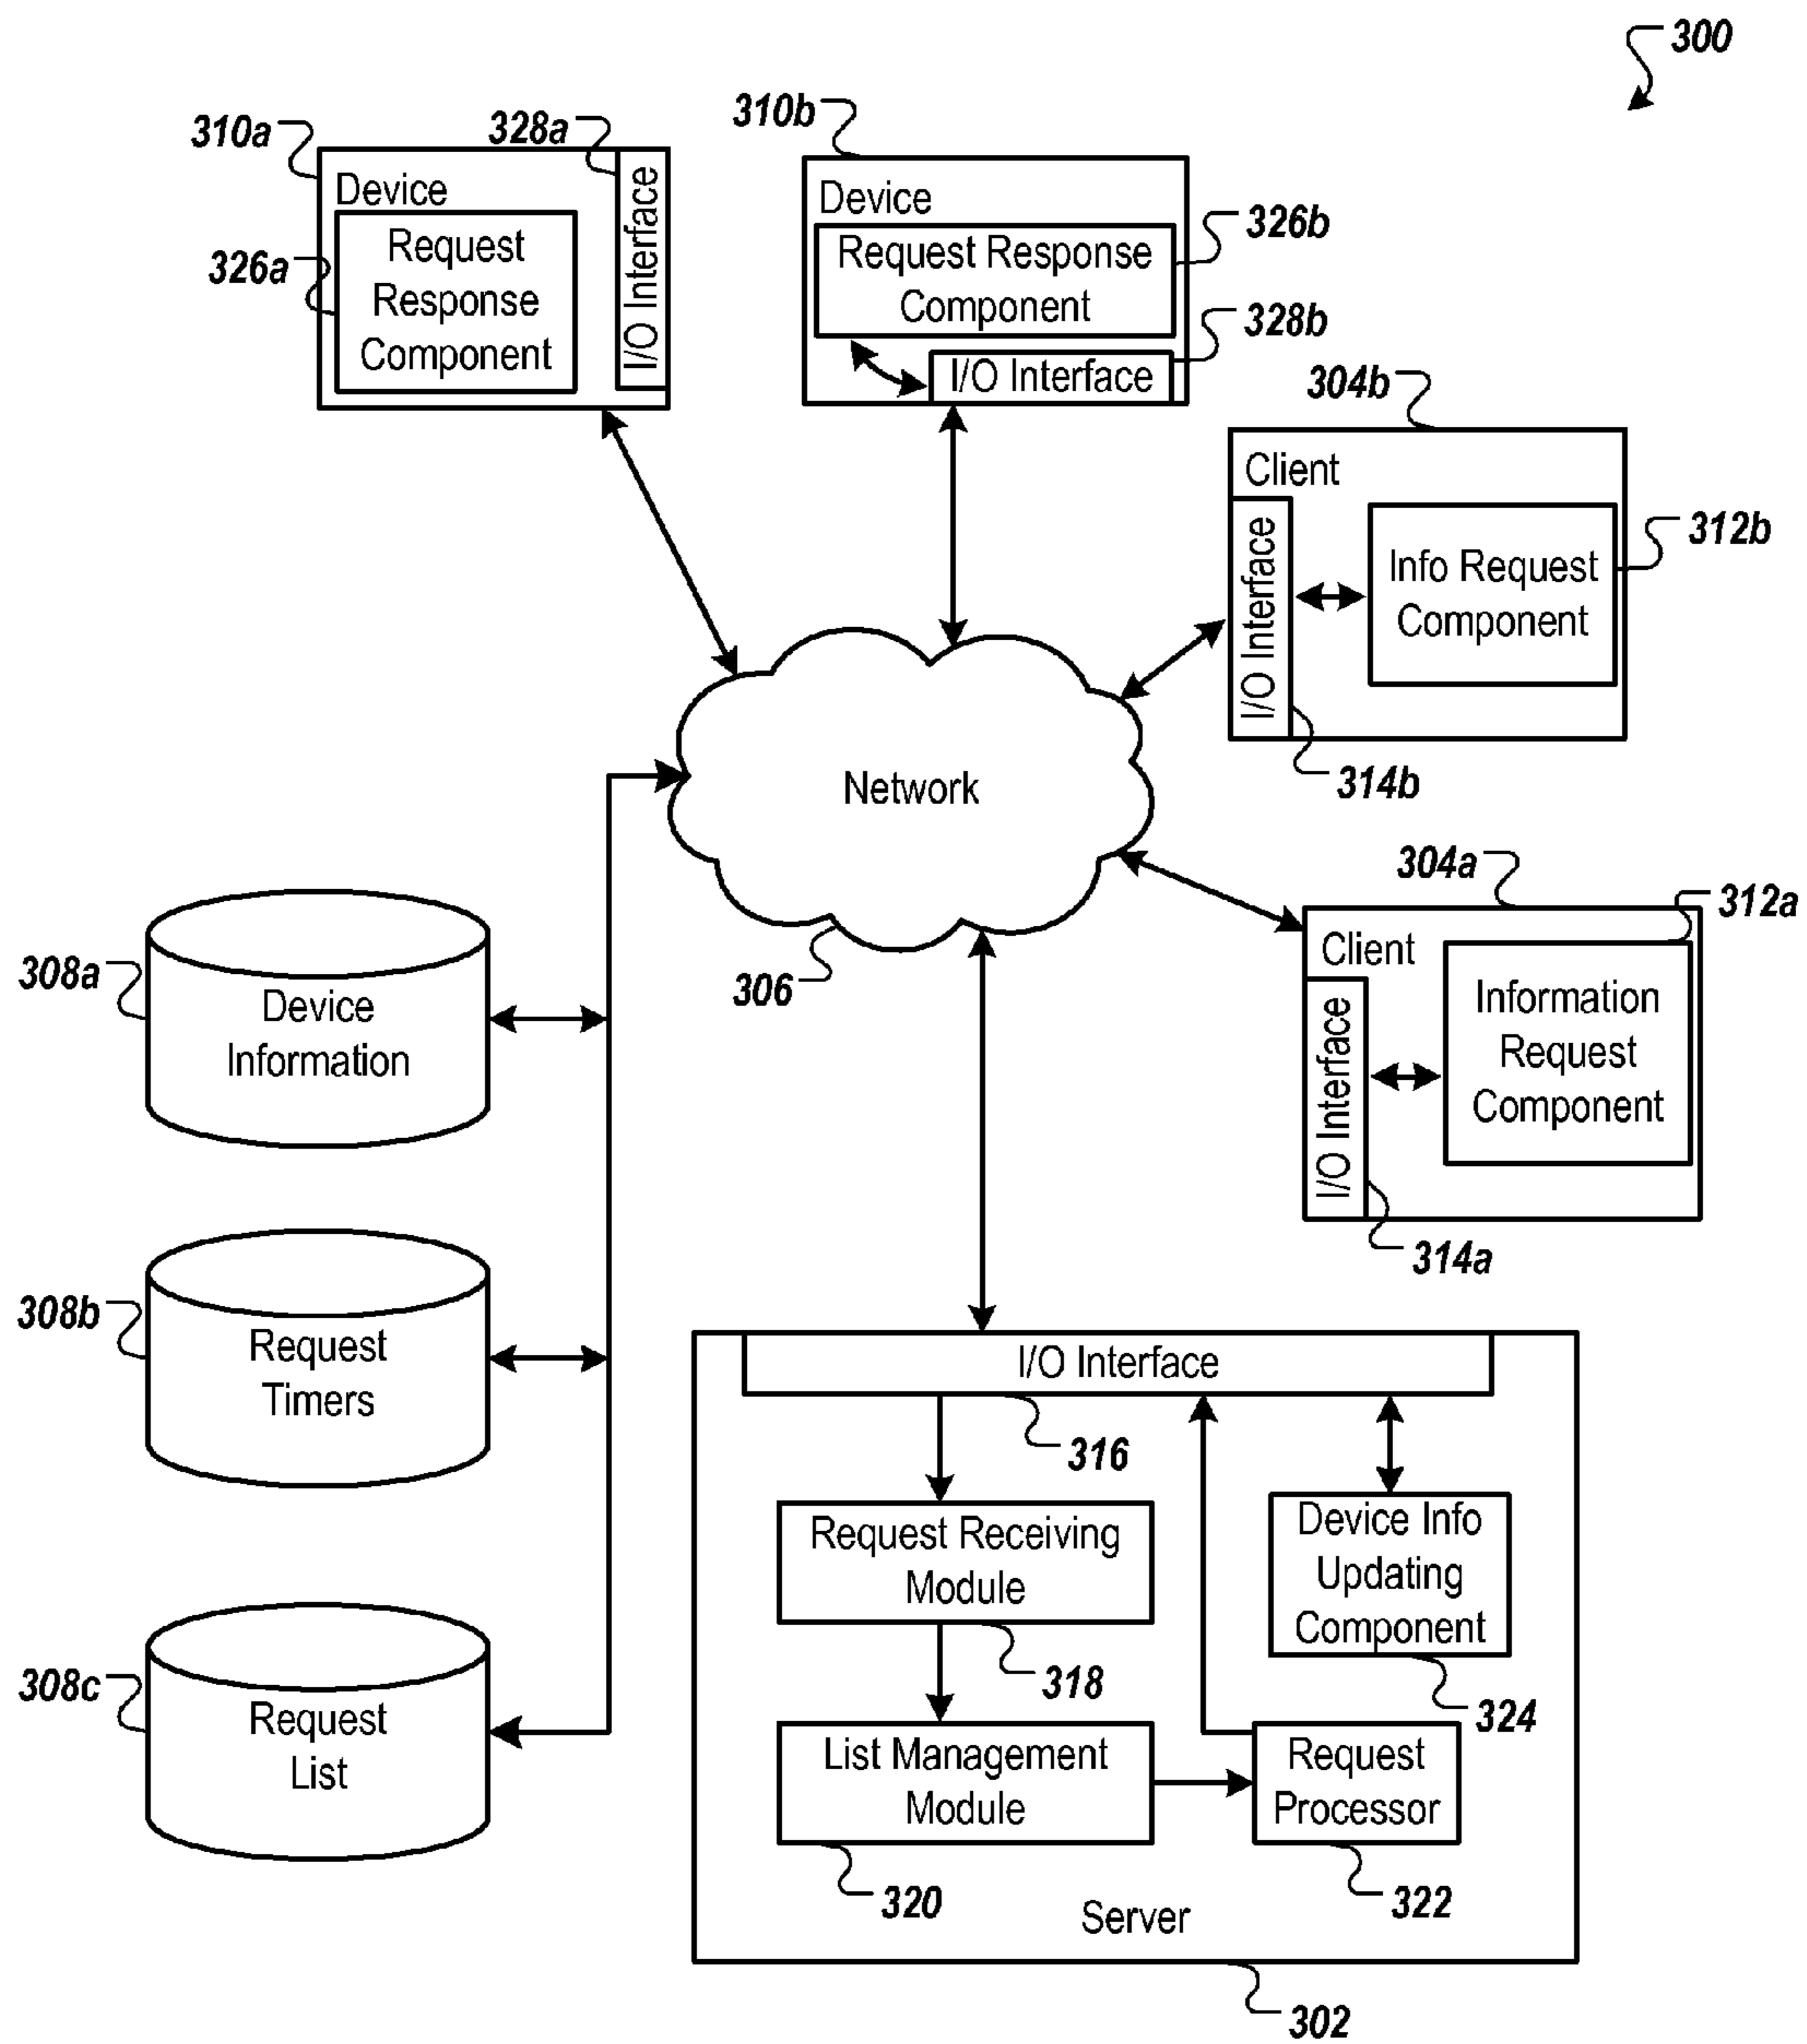 300
310a
328a
Device
I/O Interface
326a
Request
Response
Component
310b
Device
326b
Request Response
Component
328b
I/O Interface
304b
Client
I/O Interface
312b
Info Request
Component
314b
Network
306
304a
312a
Client
I/O Interface
Information
Request
Component
314a
308a
Device
Information
308b
Request
Timers
308c
Request
List
I/O Interface
316
Request Receiving
Module
318
Device Info
Updating
Component
324
List Management
Module
320
Request
Processor
322
Server
302